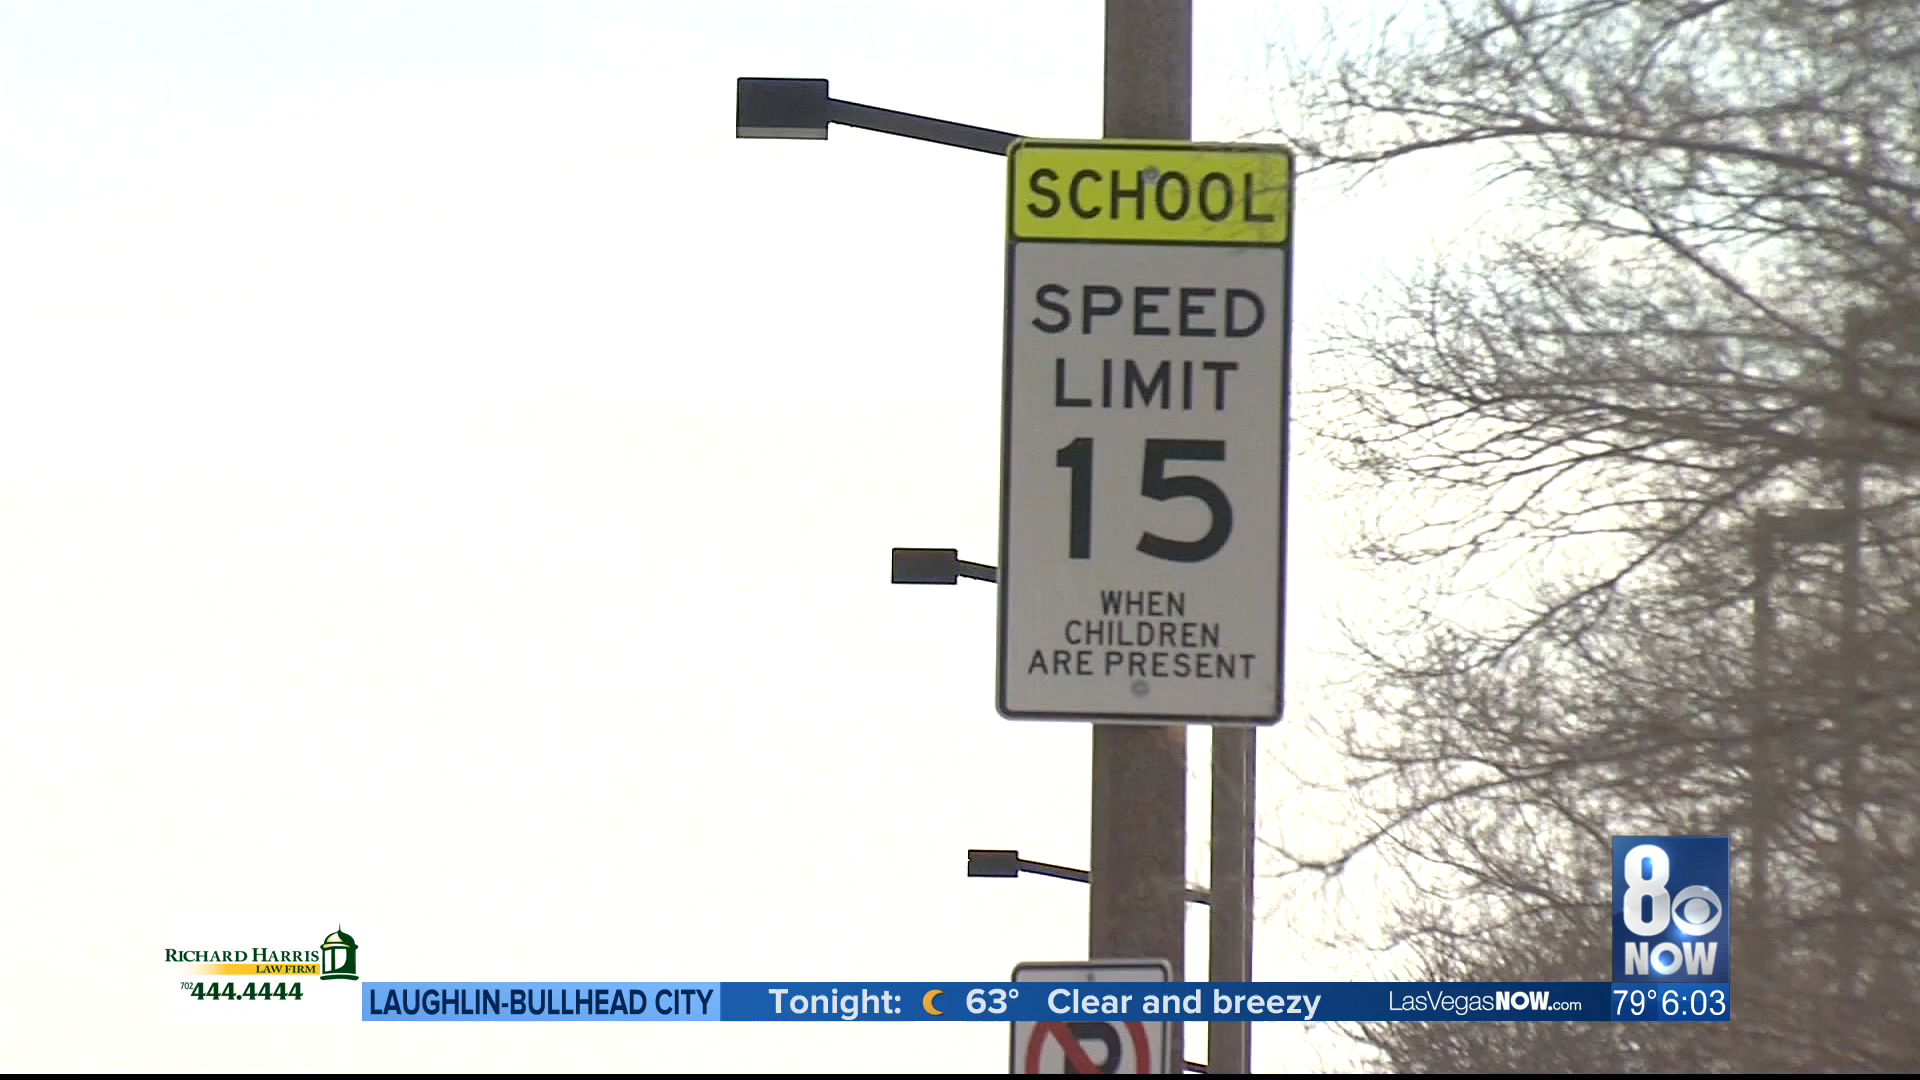 SCHOOL
SPEED
LIMIT
15
WHEN
CHILDREN
ARE PRESENT
P
RICHARD HARRIS
LAW FIRM
702 444.4444
LAUGHLIN-BULLHEAD CITY Tonight: 63° Clear and breezy LasVegasNOW.com
8
NOW
79° 6:03